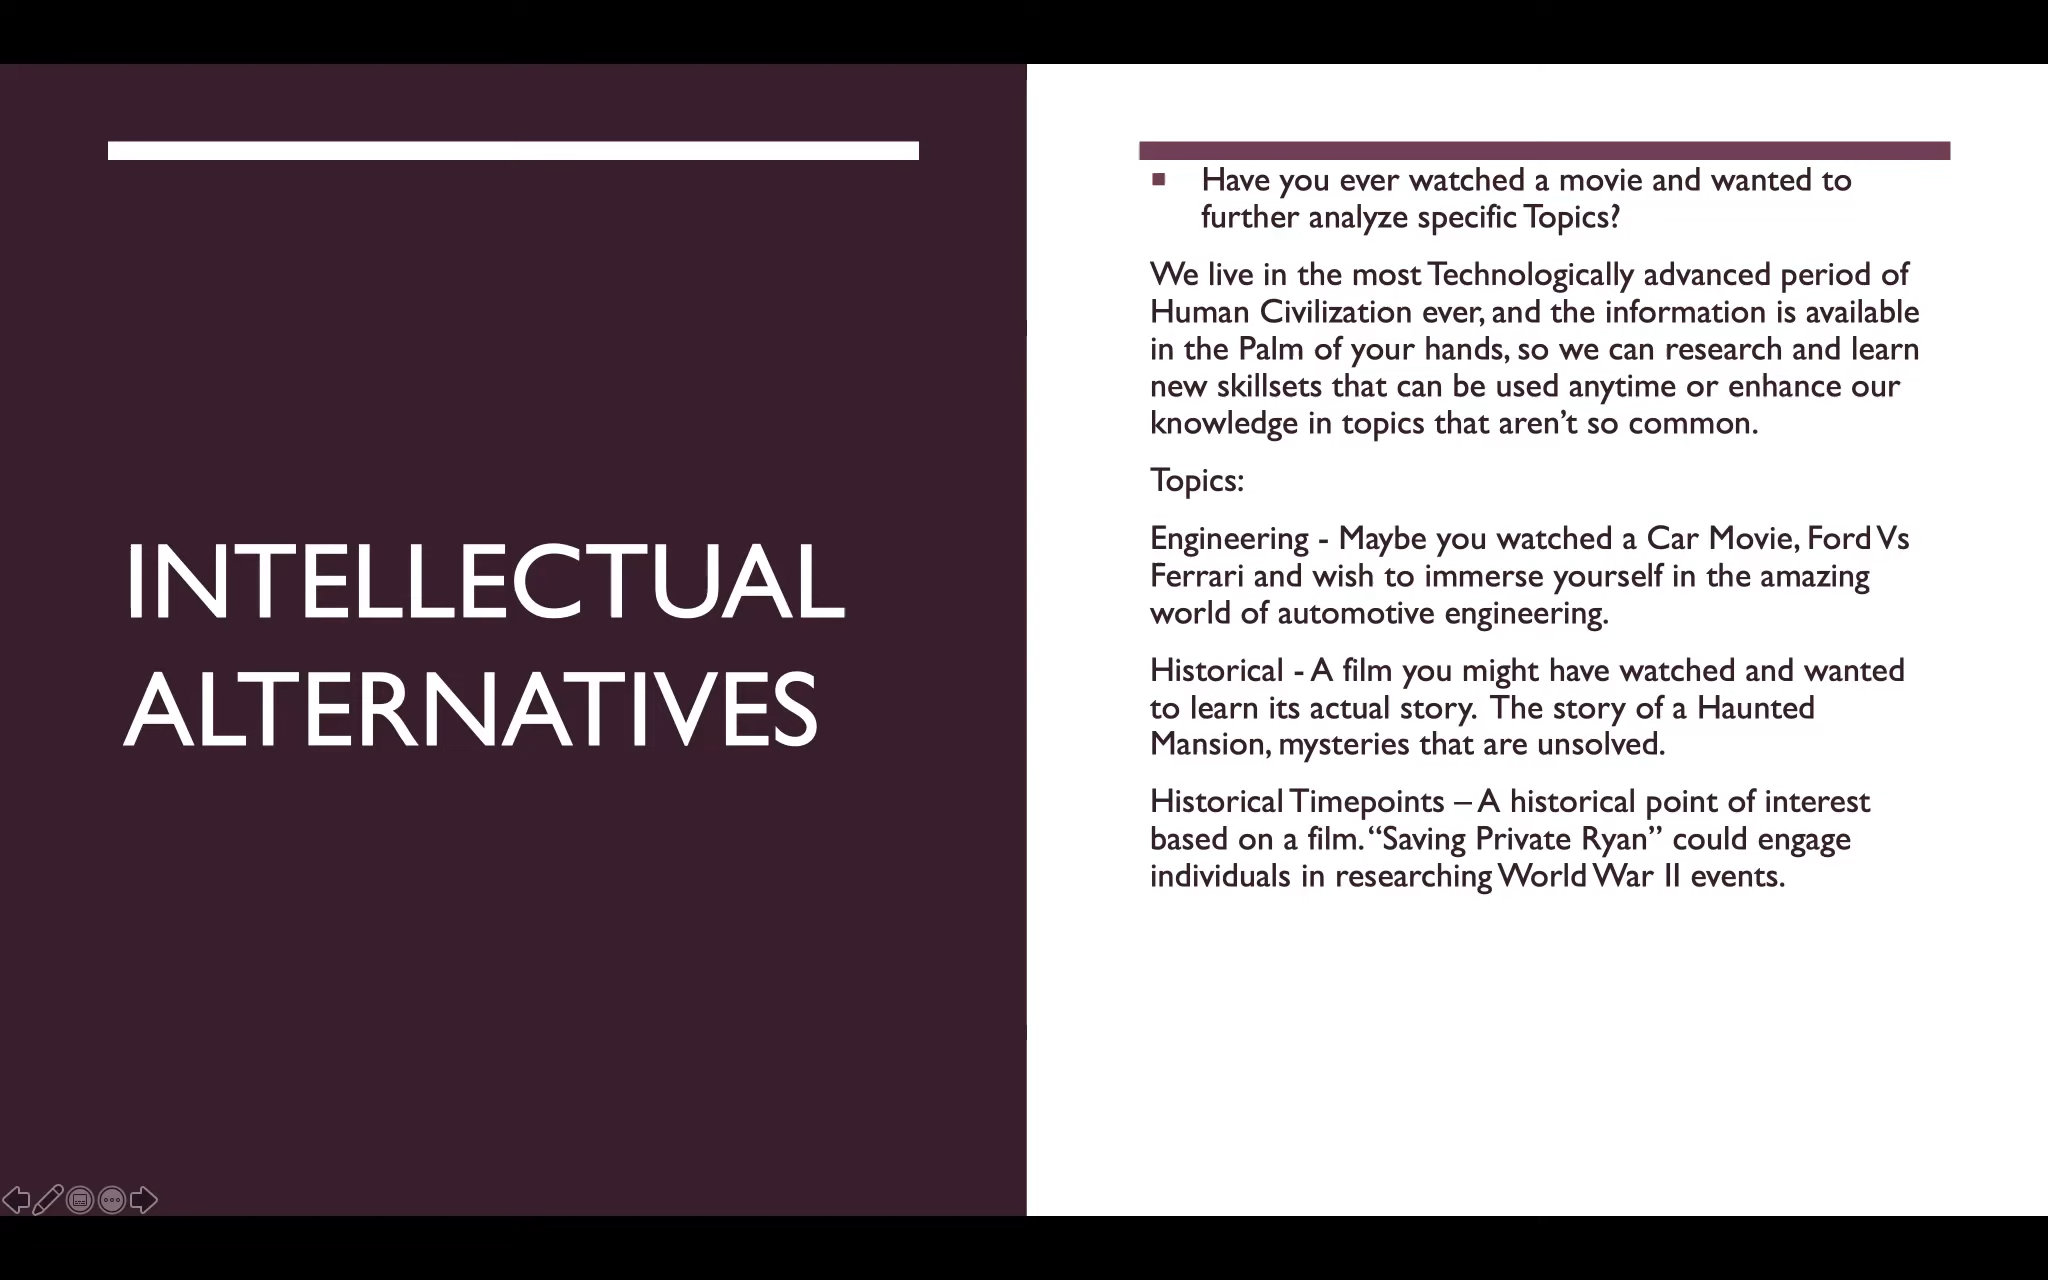 INTELLECTUAL
ALTERNATIVES
Have you ever watched a movie and wanted to
further analyze specific Topics?
We live in the most Technologically advanced period of
Human Civilization ever, and the information is available
in the Palm of your hands, so we can research and learn
new skillsets that can be used anytime or enhance our
knowledge in topics that aren’t so common.
Topics:
Engineering - Maybe you watched a Car Movie, Ford Vs
Ferrari and wish to immerse yourself in the amazing
world of automotive engineering.
Historical - A film you might have watched and wanted
to learn its actual story. The story of a Haunted
Mansion, mysteries that are unsolved.
Historical Timepoints – A historical point of interest
based on a film. “Saving Private Ryan” could engage
individuals in researching World War II events.